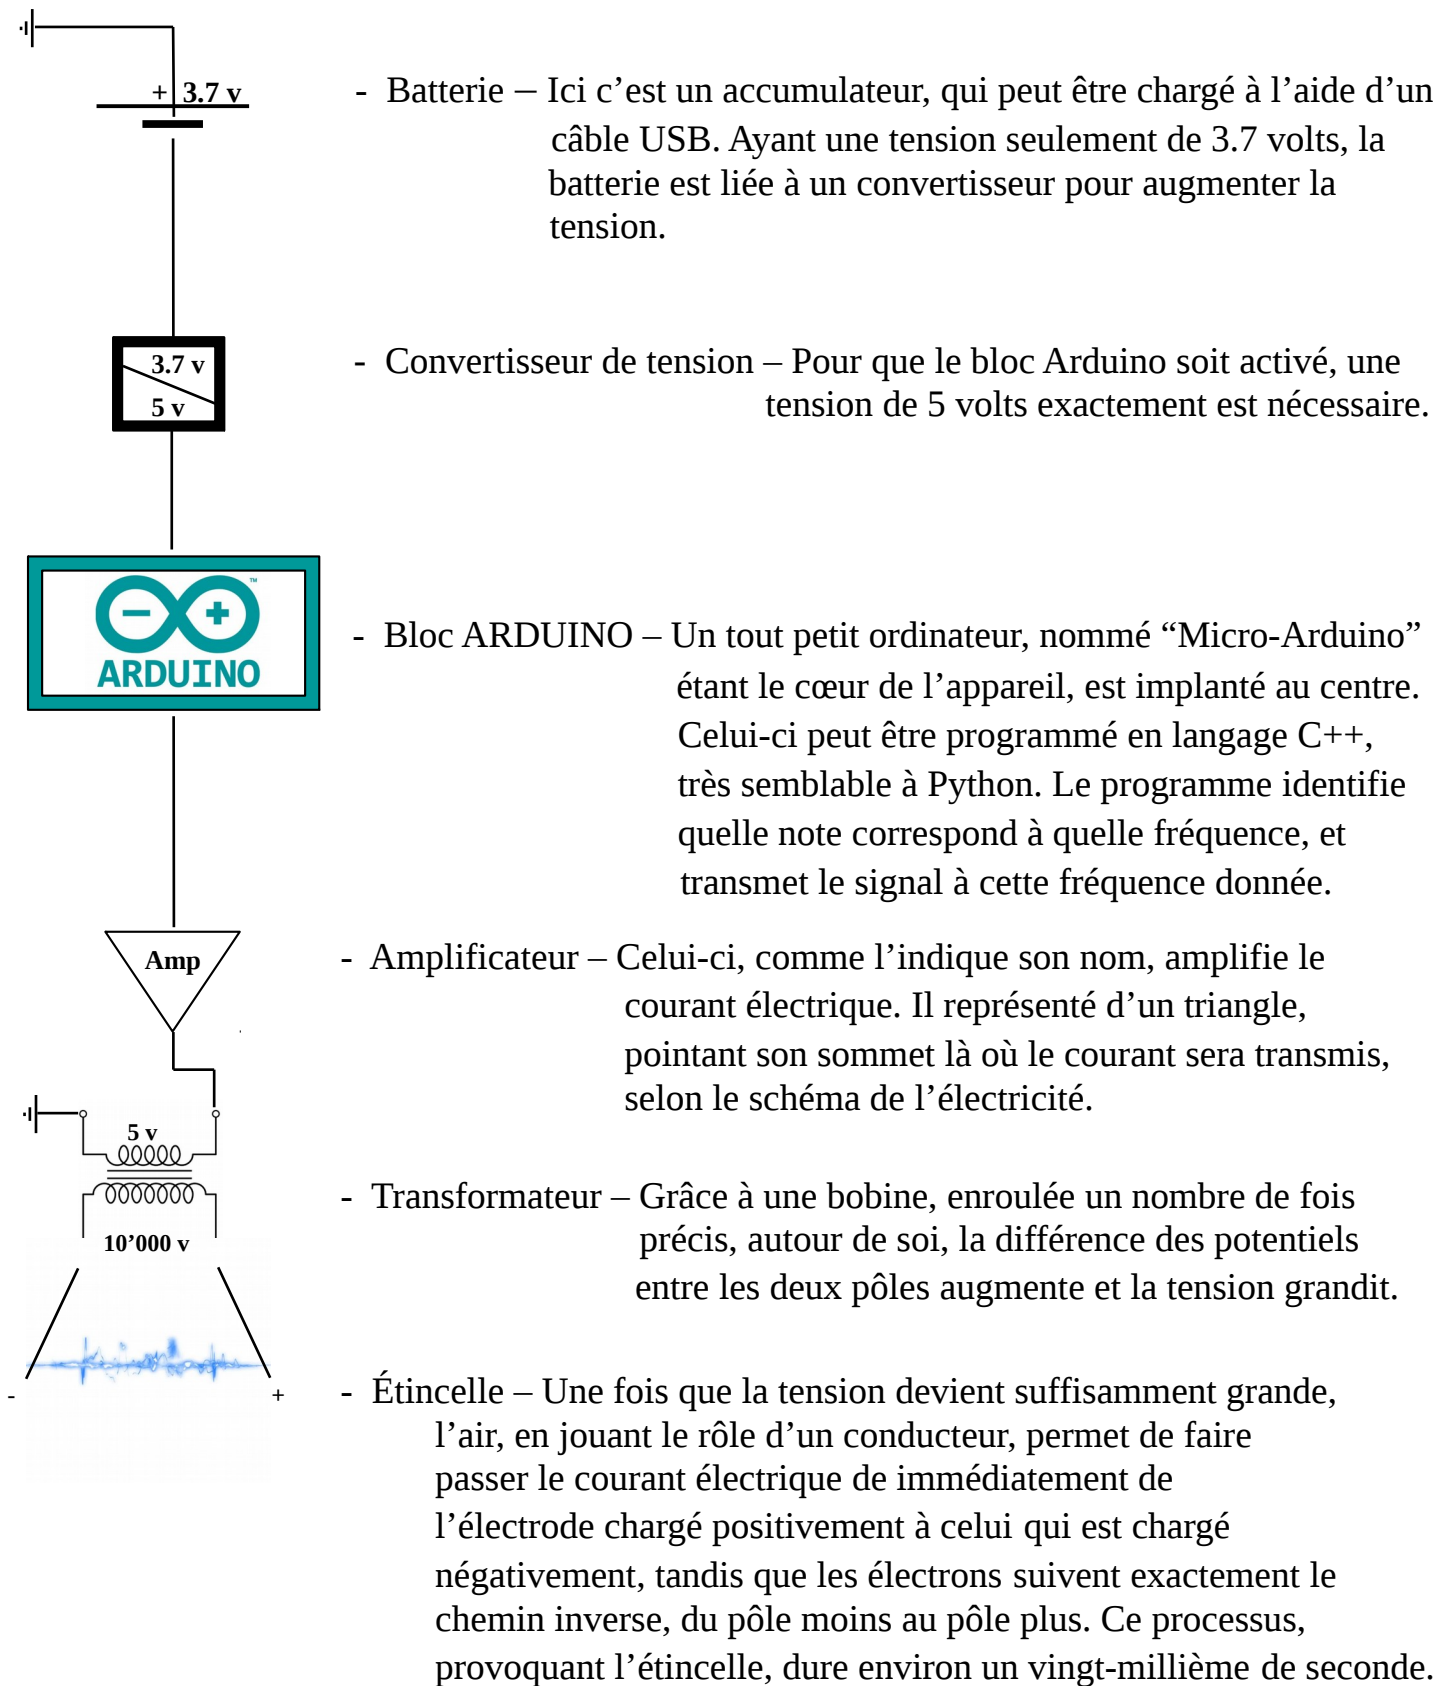 + 3.7 v
- Batterie – Ici c’est un accumulateur, qui peut être chargé à l’aide d’un
câble USB. Ayant une tension seulement de 3.7 volts, la
batterie est liée à un convertisseur pour augmenter la
tension.
3.7 v
5 v
- Convertisseur de tension – Pour que le bloc Arduino soit activé, une
tension de 5 volts exactement est nécessaire.
™
ARDUINO
- Bloc ARDUINO – Un tout petit ordinateur, nommé “Micro-Arduino”
étant le cœur de l’appareil, est implanté au centre.
Celui-ci peut être programmé en langage C++,
très semblable à Python. Le programme identifie
quelle note correspond à quelle fréquence, et
transmet le signal à cette fréquence donnée.
Amp
- Amplificateur – Celui-ci, comme l’indique son nom, amplifie le
courant électrique. Il représenté d’un triangle,
pointant son sommet là où le courant sera transmis,
selon le schéma de l’électricité.
5 v
10’000 v
- Transformateur – Grâce à une bobine, enroulée un nombre de fois
précis, autour de soi, la différence des potentiels
entre les deux pôles augmente et la tension grandit.
- +
- Étincelle – Une fois que la tension devient suffisamment grande,
l’air, en jouant le rôle d’un conducteur, permet de faire
passer le courant électrique de immédiatement de
l’électrode chargé positivement à celui qui est chargé
négativement, tandis que les électrons suivent exactement le
chemin inverse, du pôle moins au pôle plus. Ce processus,
provoquant l’étincelle, dure environ un vingt-millième de seconde.